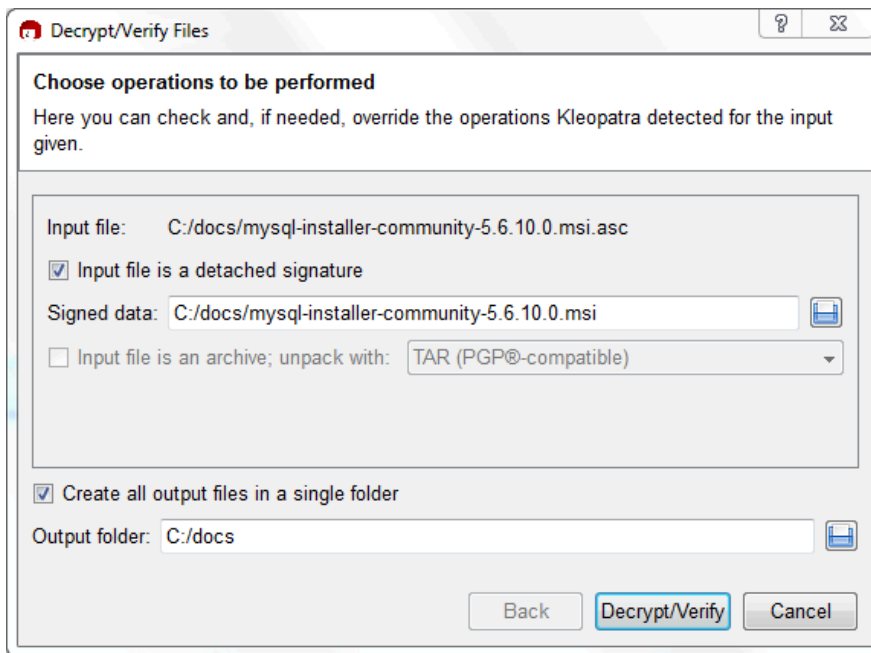 Decrypt/Verify Files
Choose operations to be performed
Here you can check and, if needed, override the operations Kleopatra detected for the input
given.
Input file: C:/docs/mysql-installer-community-5.6.10.0.msi.asc
Input file is a detached signature
Signed data: C:/docs/mysql-installer-community-5.6.10.0.msi
Input file is an archive; unpack with: TAR (PGP®-compatible)
Create all output files in a single folder
Output folder: C:/docs
Back Decrypt/Verify Cancel